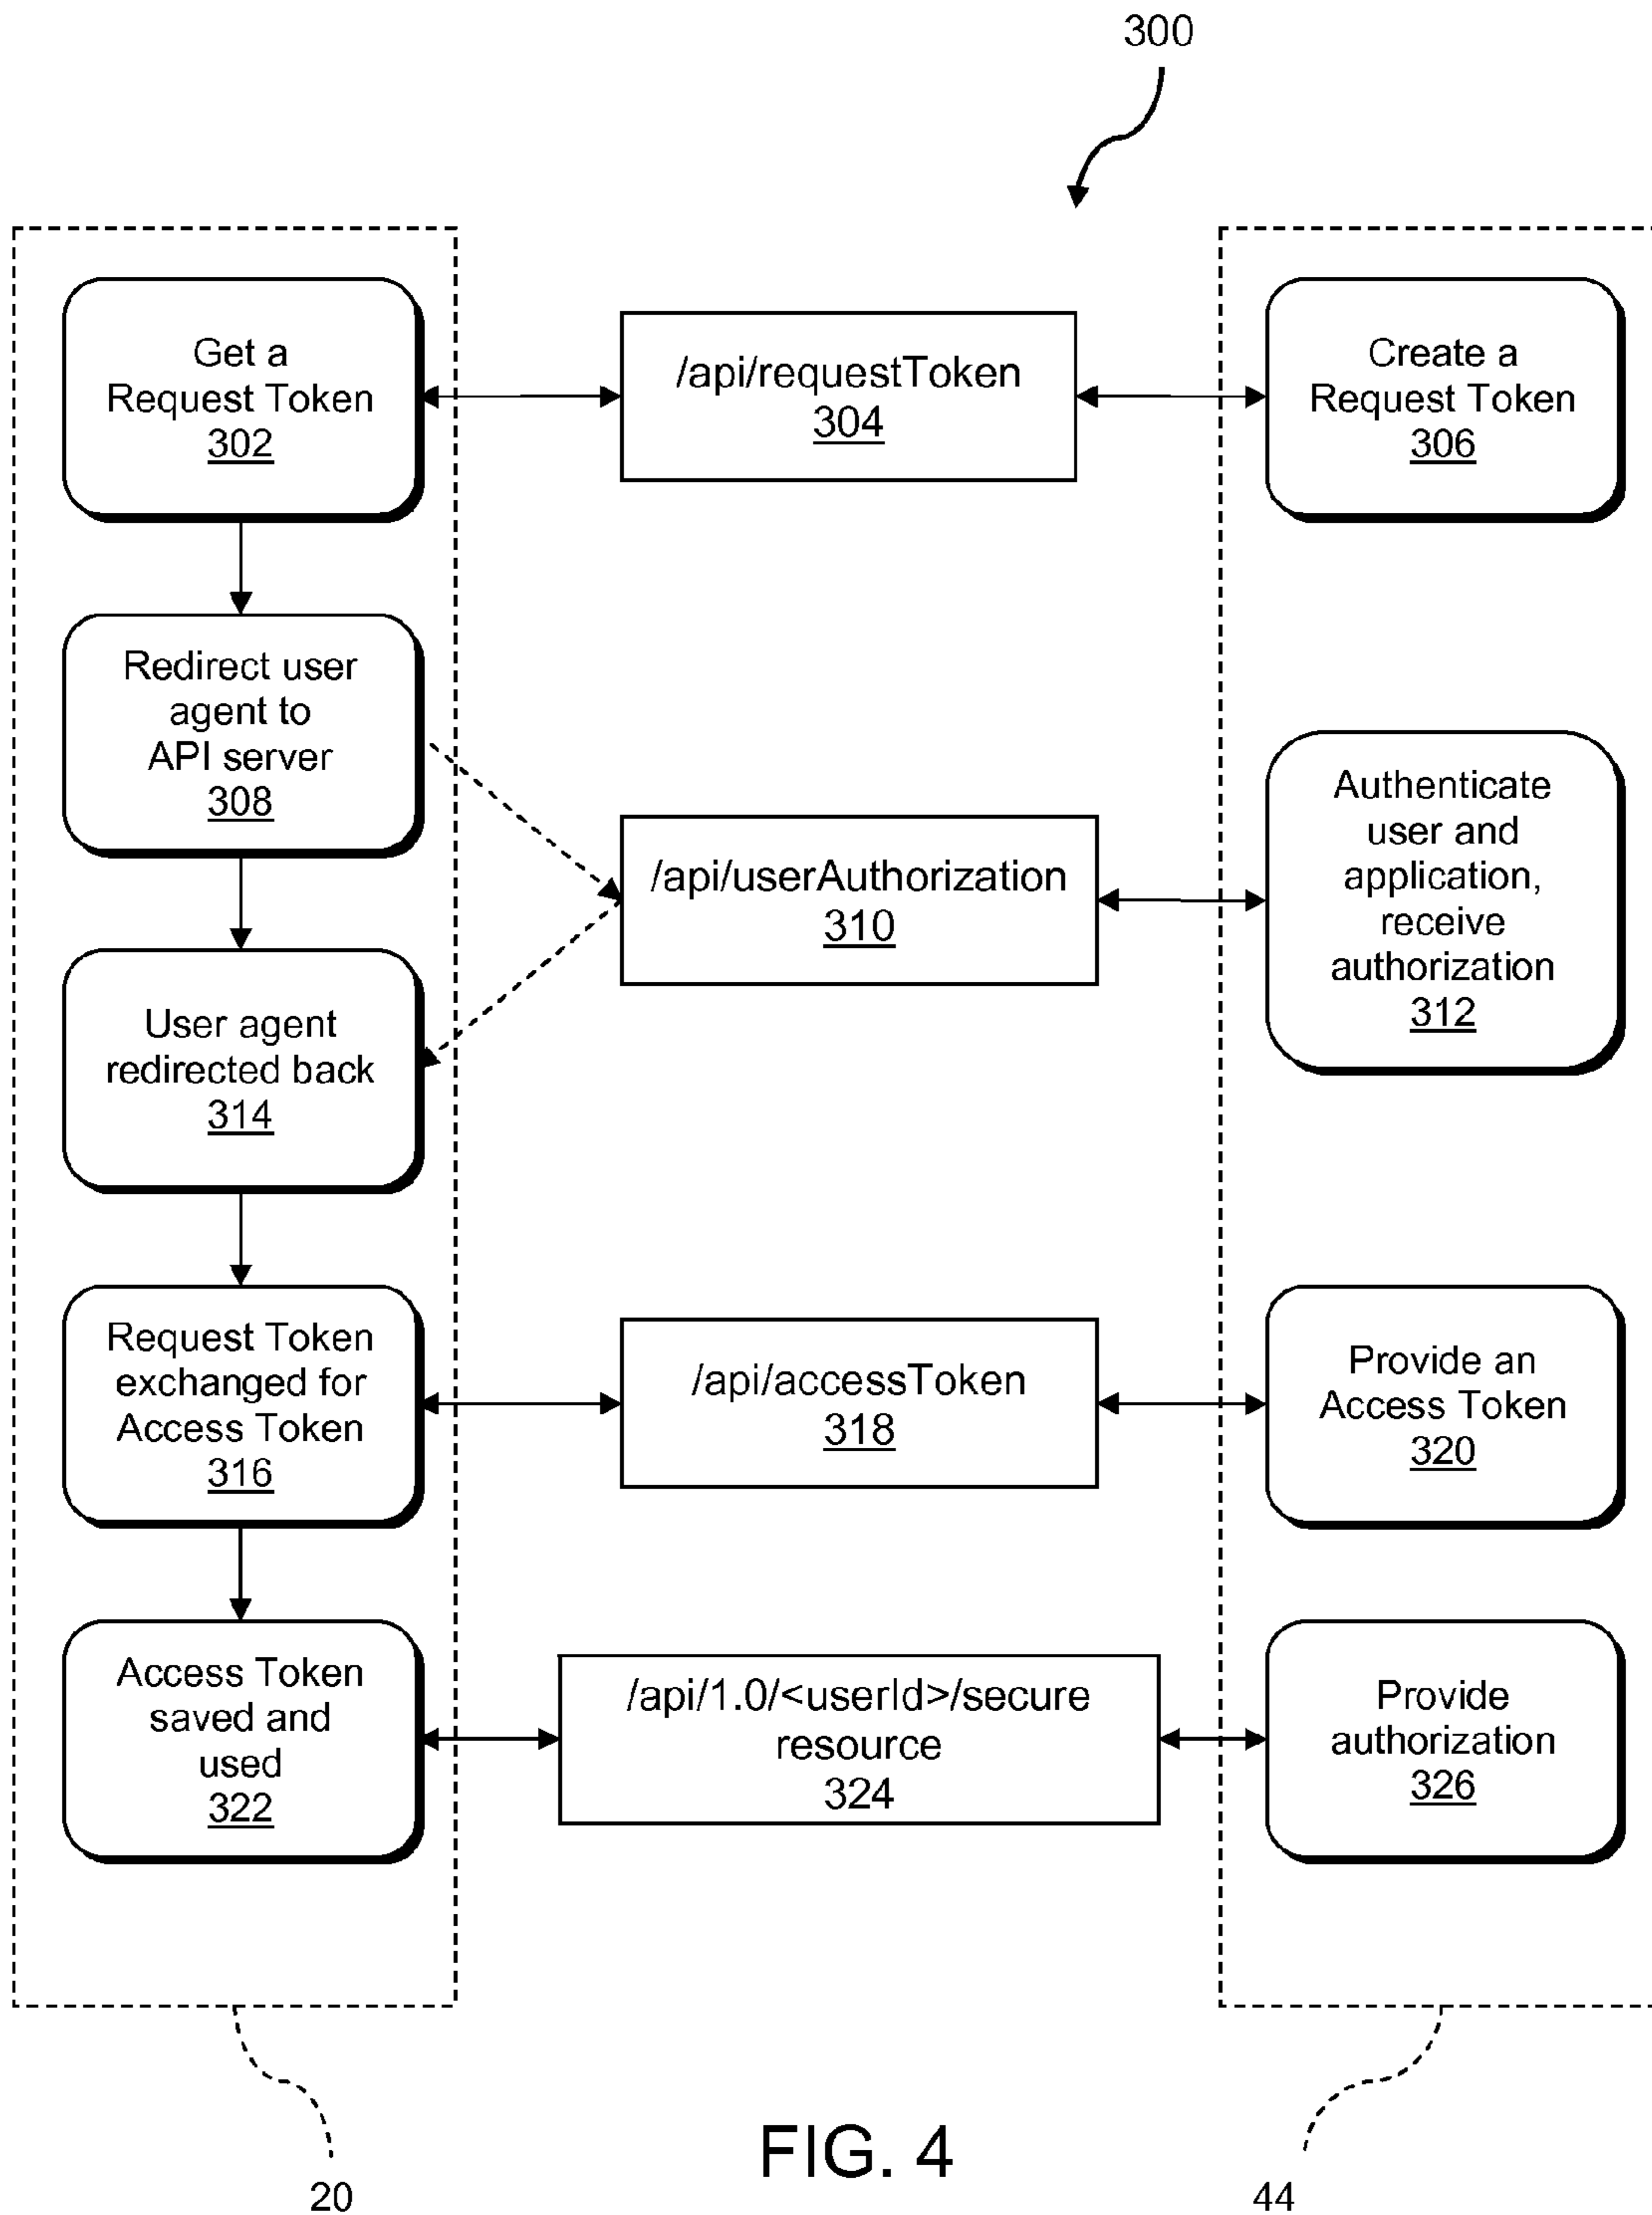 300
Get a
Request Token
302
/api/requestToken
304
Create a
Request Token
306
Redirect user
agent to
API server
308
/api/userAuthorization
310
Authenticate
user and
application,
receive
authorization
312
User agent
redirected back
314
Request Token
exchanged for
Access Token
316
/api/accessToken
318
Provide an
Access Token
320
Access Token
saved and
used
322
/api/1.0/<userId>/secure
resource
324
Provide
authorization
326
20
FIG. 4
44